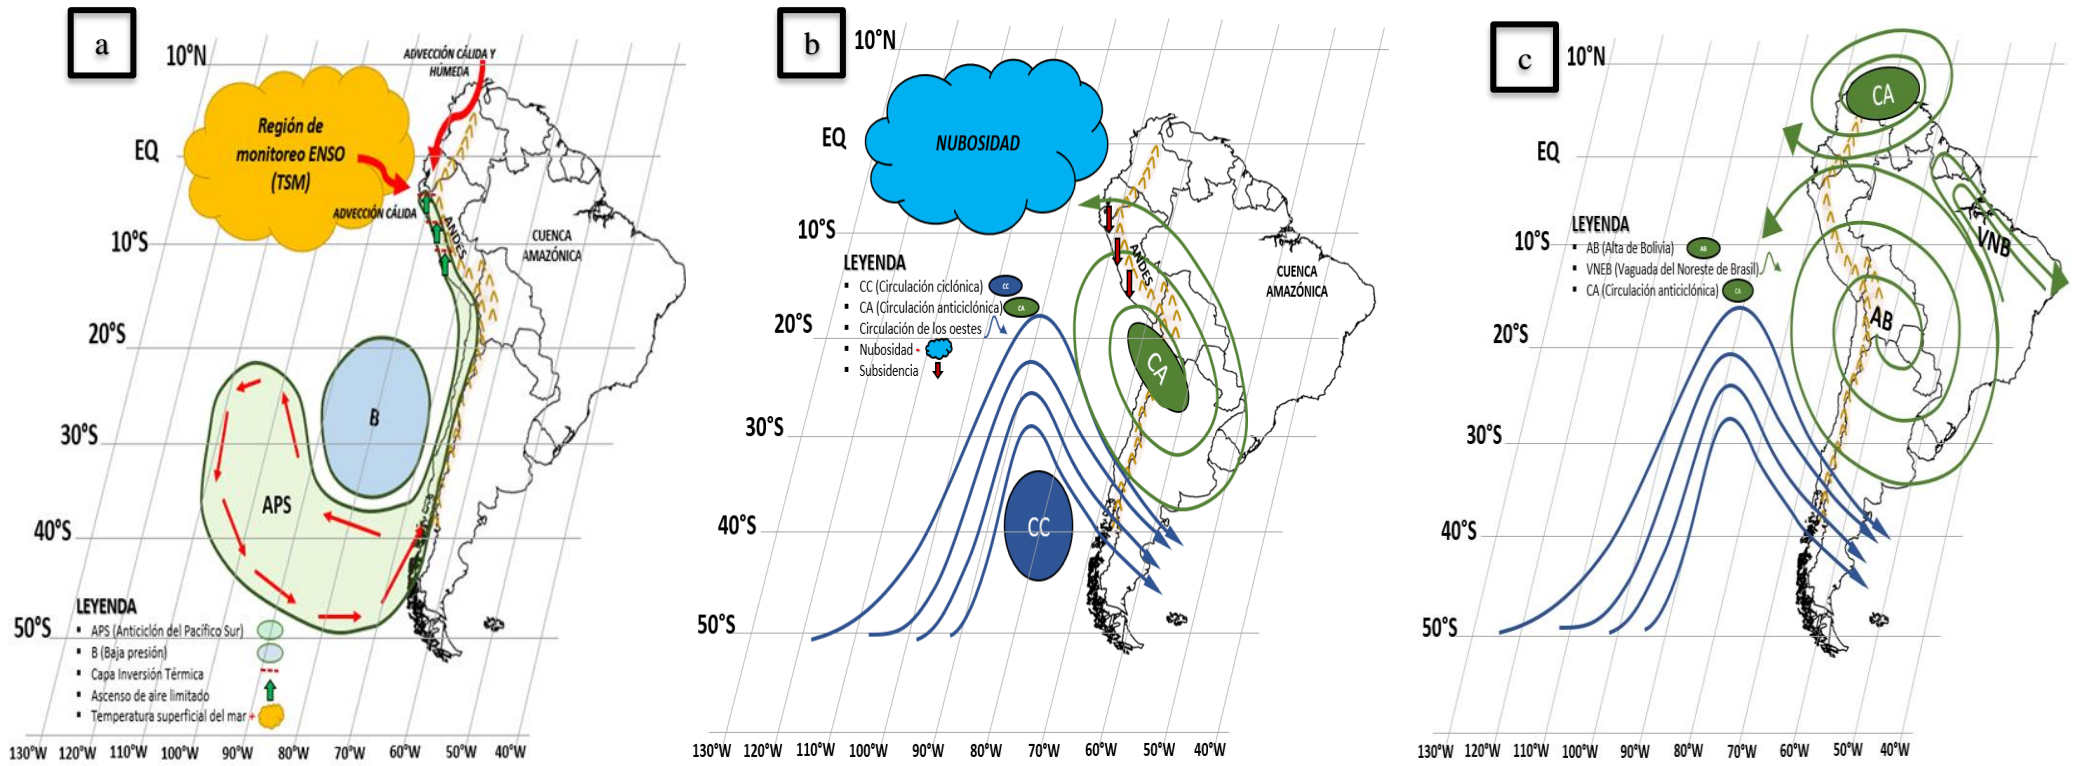 a
10°N
ADVECCIÓN CÁLIDA Y
HÚMEDA
Región de
monitoreo ENSO
(TSM)
EQ
ADVECCIÓN CÁLIDA
ANDES
CUENCA
AMAZÓNICA
10°S
20°S
B
30°S
APS
40°S
LEYENDA
▪ APS (Anticiclón del Pacífico Sur)
▪ B (Baja presión)
▪ Capa Inversión Térmica
▪ Ascenso de aire limitado
▪ Temperatura superficial del mar +
50°S
130°W 120°W 110°W 100°W 90°W 80°W 70°W 60°W 50°W 40°W
b
10°N
NUBOSIDAD
EQ
10°S
ANDES
CUENCA
AMAZÓNICA
LEYENDA
▪ CC (Circulación ciclónica) CC
▪ CA (Circulación anticiclónica) CA
▪ Circulación de los oestes
▪ Nubosidad -
▪ Subsidencia
20°S
CA
30°S
CC
40°S
50°S
130°W 120°W 110°W 100°W 90°W 80°W 70°W 60°W 50°W 40°W
c
10°N
CA
EQ
VNB
LEYENDA
▪ AB (Alta de Bolivia) AB
▪ VNEB (Vaguada del Noreste de Brasil)
▪ CA (Circulación anticiclónica) CA
10°S
AB
20°S
30°S
40°S
50°S
130°W 120°W 110°W 100°W 90°W 80°W 70°W 60°W 50°W 40°W